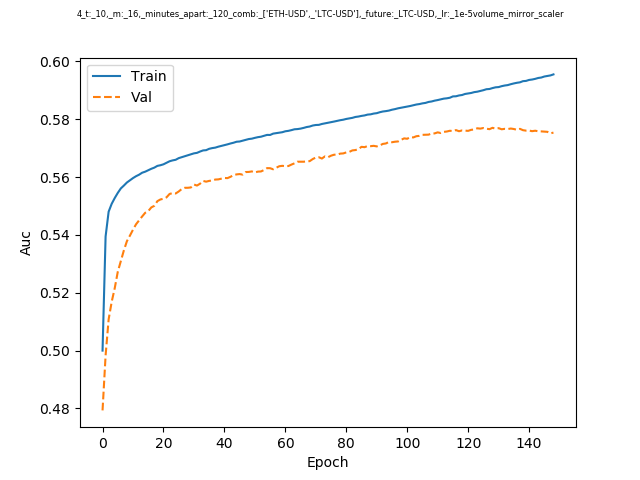 4_t:_10,_m:_16,_minutes_apart:_120_comb:_['ETH-USD',_'LTC-USD'],_future:_LTC-USD,_lr:_1e-5volume_mirror_scaler
Train
Val
0.60
0.58
0.56
0.54
0.52
0.50
0.48
Auc
0 20 40 60 80 100 120 140
Epoch